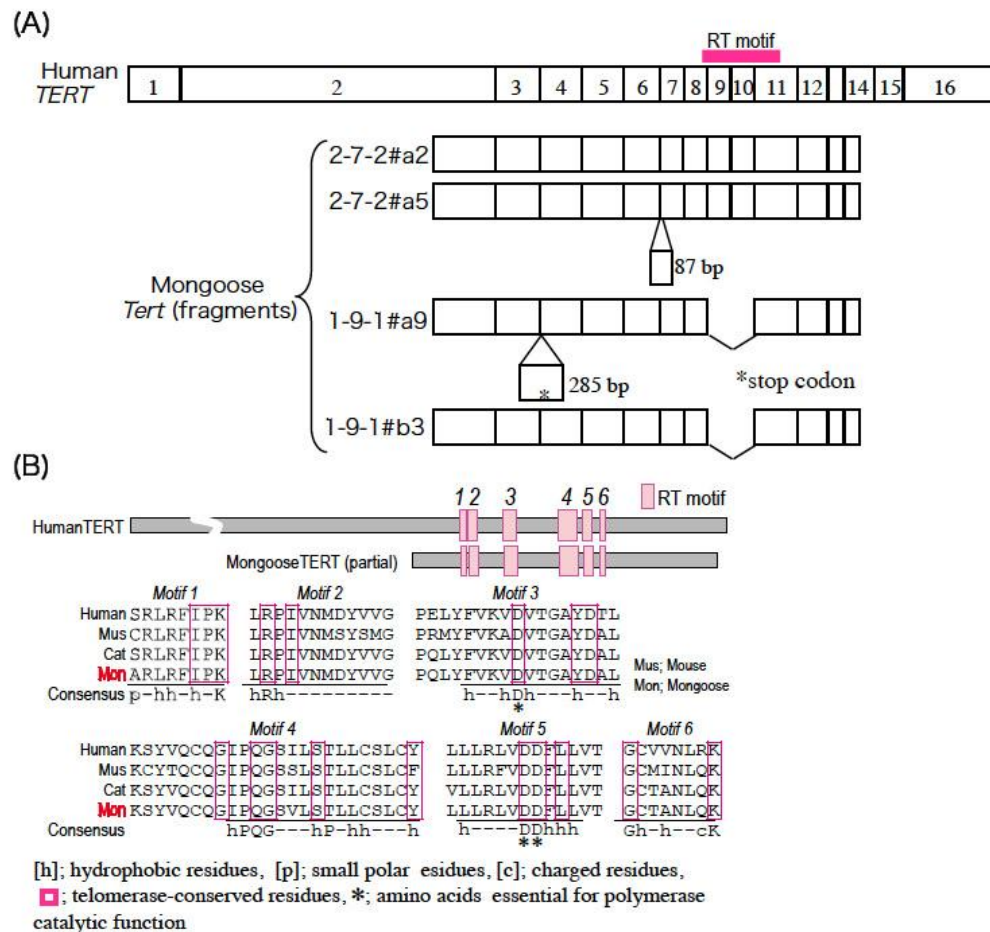 (A)
RT motif
Human
TERT
1 2 3 4 5 6 7 8 9 10 11 12 14 15 16
2-7-2#a2
2-7-2#a5
87 bp
Mongoose
Tert (fragments)
1-9-1#a9
*stop codon
285 bp
*
1-9-1#b3
(B)
1 2 3 4 5 6
RT motif
HumanTERT
MongooseTERT (partial)
Motif 1 Motif 2 Motif 3
Human SRLRFIPK LRPIVNMDYVVG PELYFVKVDVTGAYDTL
Mus CRLRFIPK LRPIVNMSYSMG PRMYFVKADVTGAYDAL
Cat SRLRFIPK LRPIVNMDYVVG PQLYFVKVDVTGAYDAL
Mon ARLRFIPK LRPIVNMDYVVG PQLYFVKVDVTGAYDAL
Mus; Mouse
Mon; Mongoose
Consensus p-hh-h-K hRh--------- h--hDh---h--h
*
Motif 4 Motif 5 Motif 6
Human KSYVQCQGIPQGSILSTLLCSLCY LLLRLVDDFLLVT GCVVNLRK
Mus KCYTQCQGIPQGSSLSTLLCSLCF LLLRFVDDFLLVT GCMINLQK
Cat KSYVQCQGIPQGSVLSTLLCSLCY VLLRLVDDFLLVT GCTANLQK
Mon KSYVQCQGIPQGSVLSTLLCSLCY LLLRLVDDFLLVT GCTANLQK
Consensus hPQG---hP-hh---h h----DDhhh Gh-h--cK
**
[h]; hydrophobic residues, [p]; small polar esidues, [c]; charged residues,
; telomerase-conserved residues, *; amino acids essential for polymerase
catalytic function